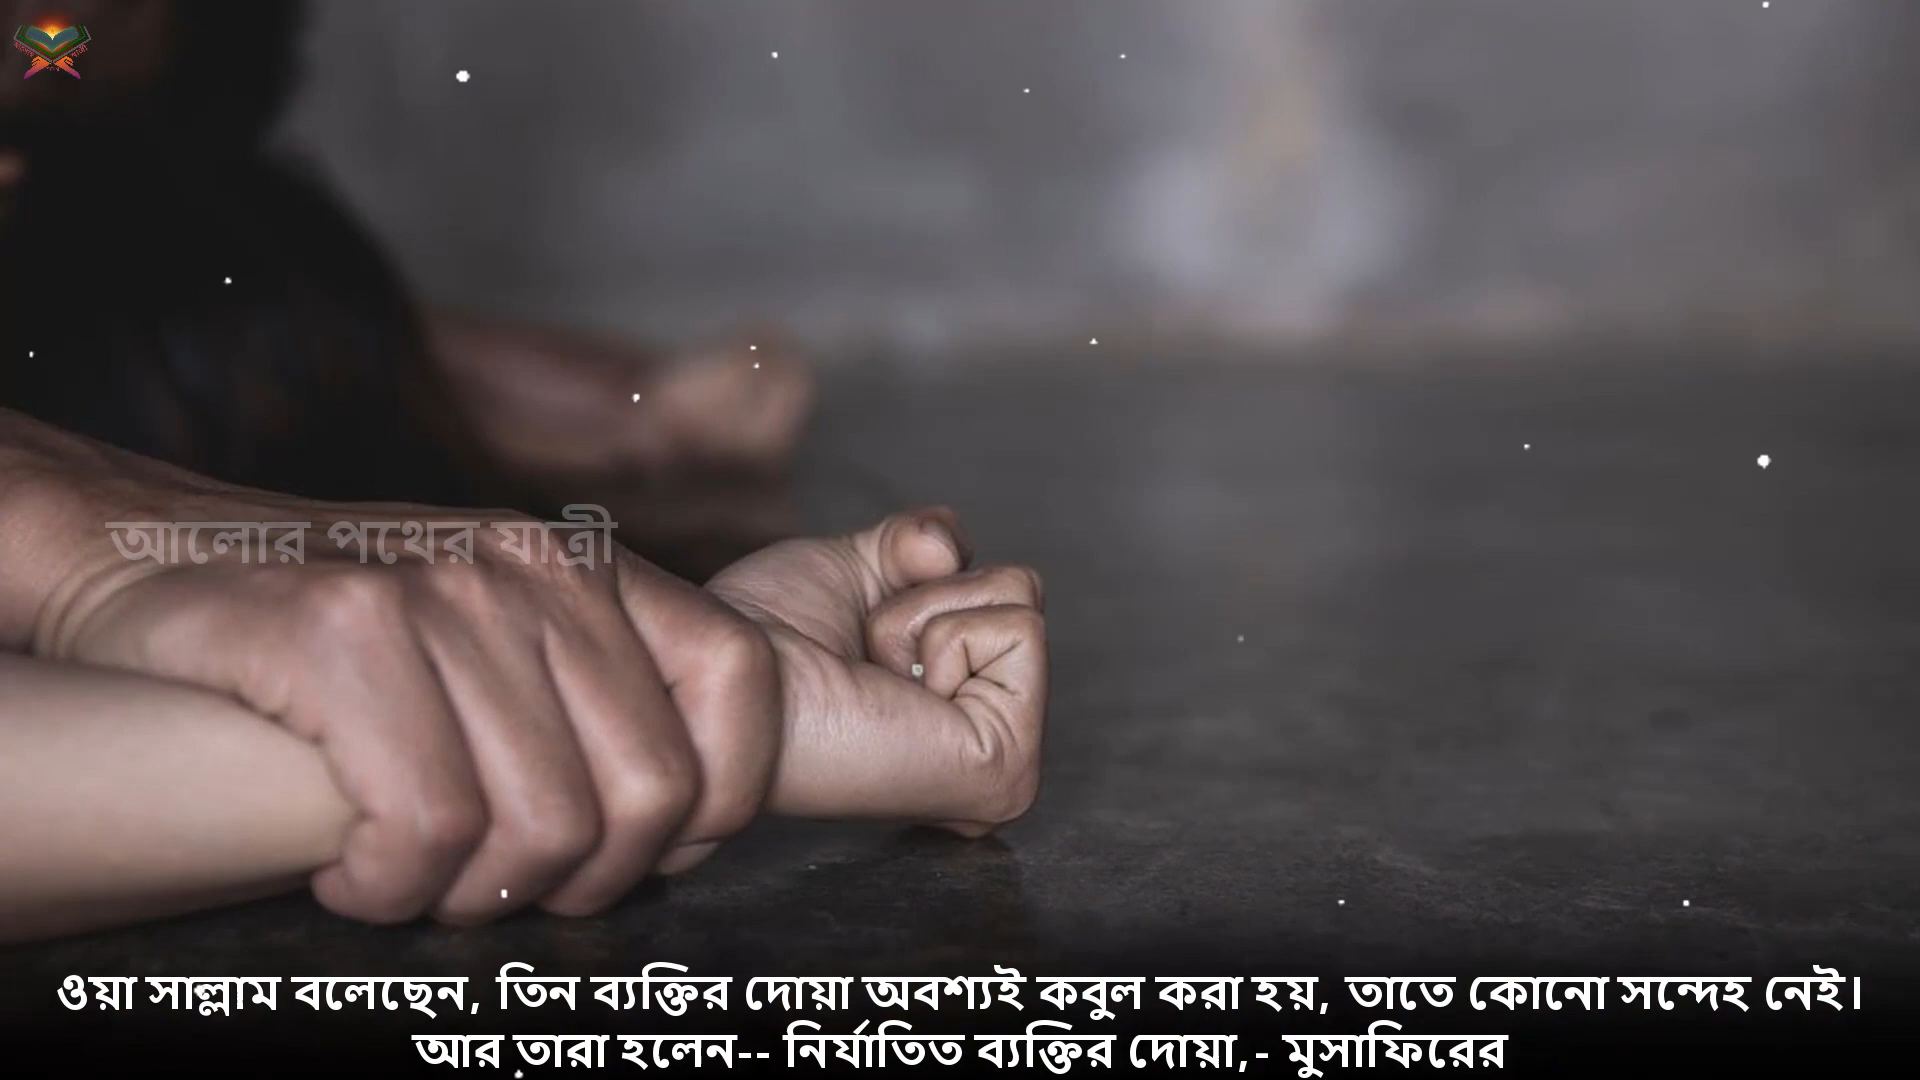 আলোর পথের যাত্রী
ওয়া সাল্লাম বলেছেন, তিন ব্যক্তির দোয়া অবশ্যই কবুল করা হয়, তাতে কোনো সন্দেহ নেই।
আর তারা হলেন-- নির্যাতিত ব্যক্তির দোয়া,- মুসাফিরের